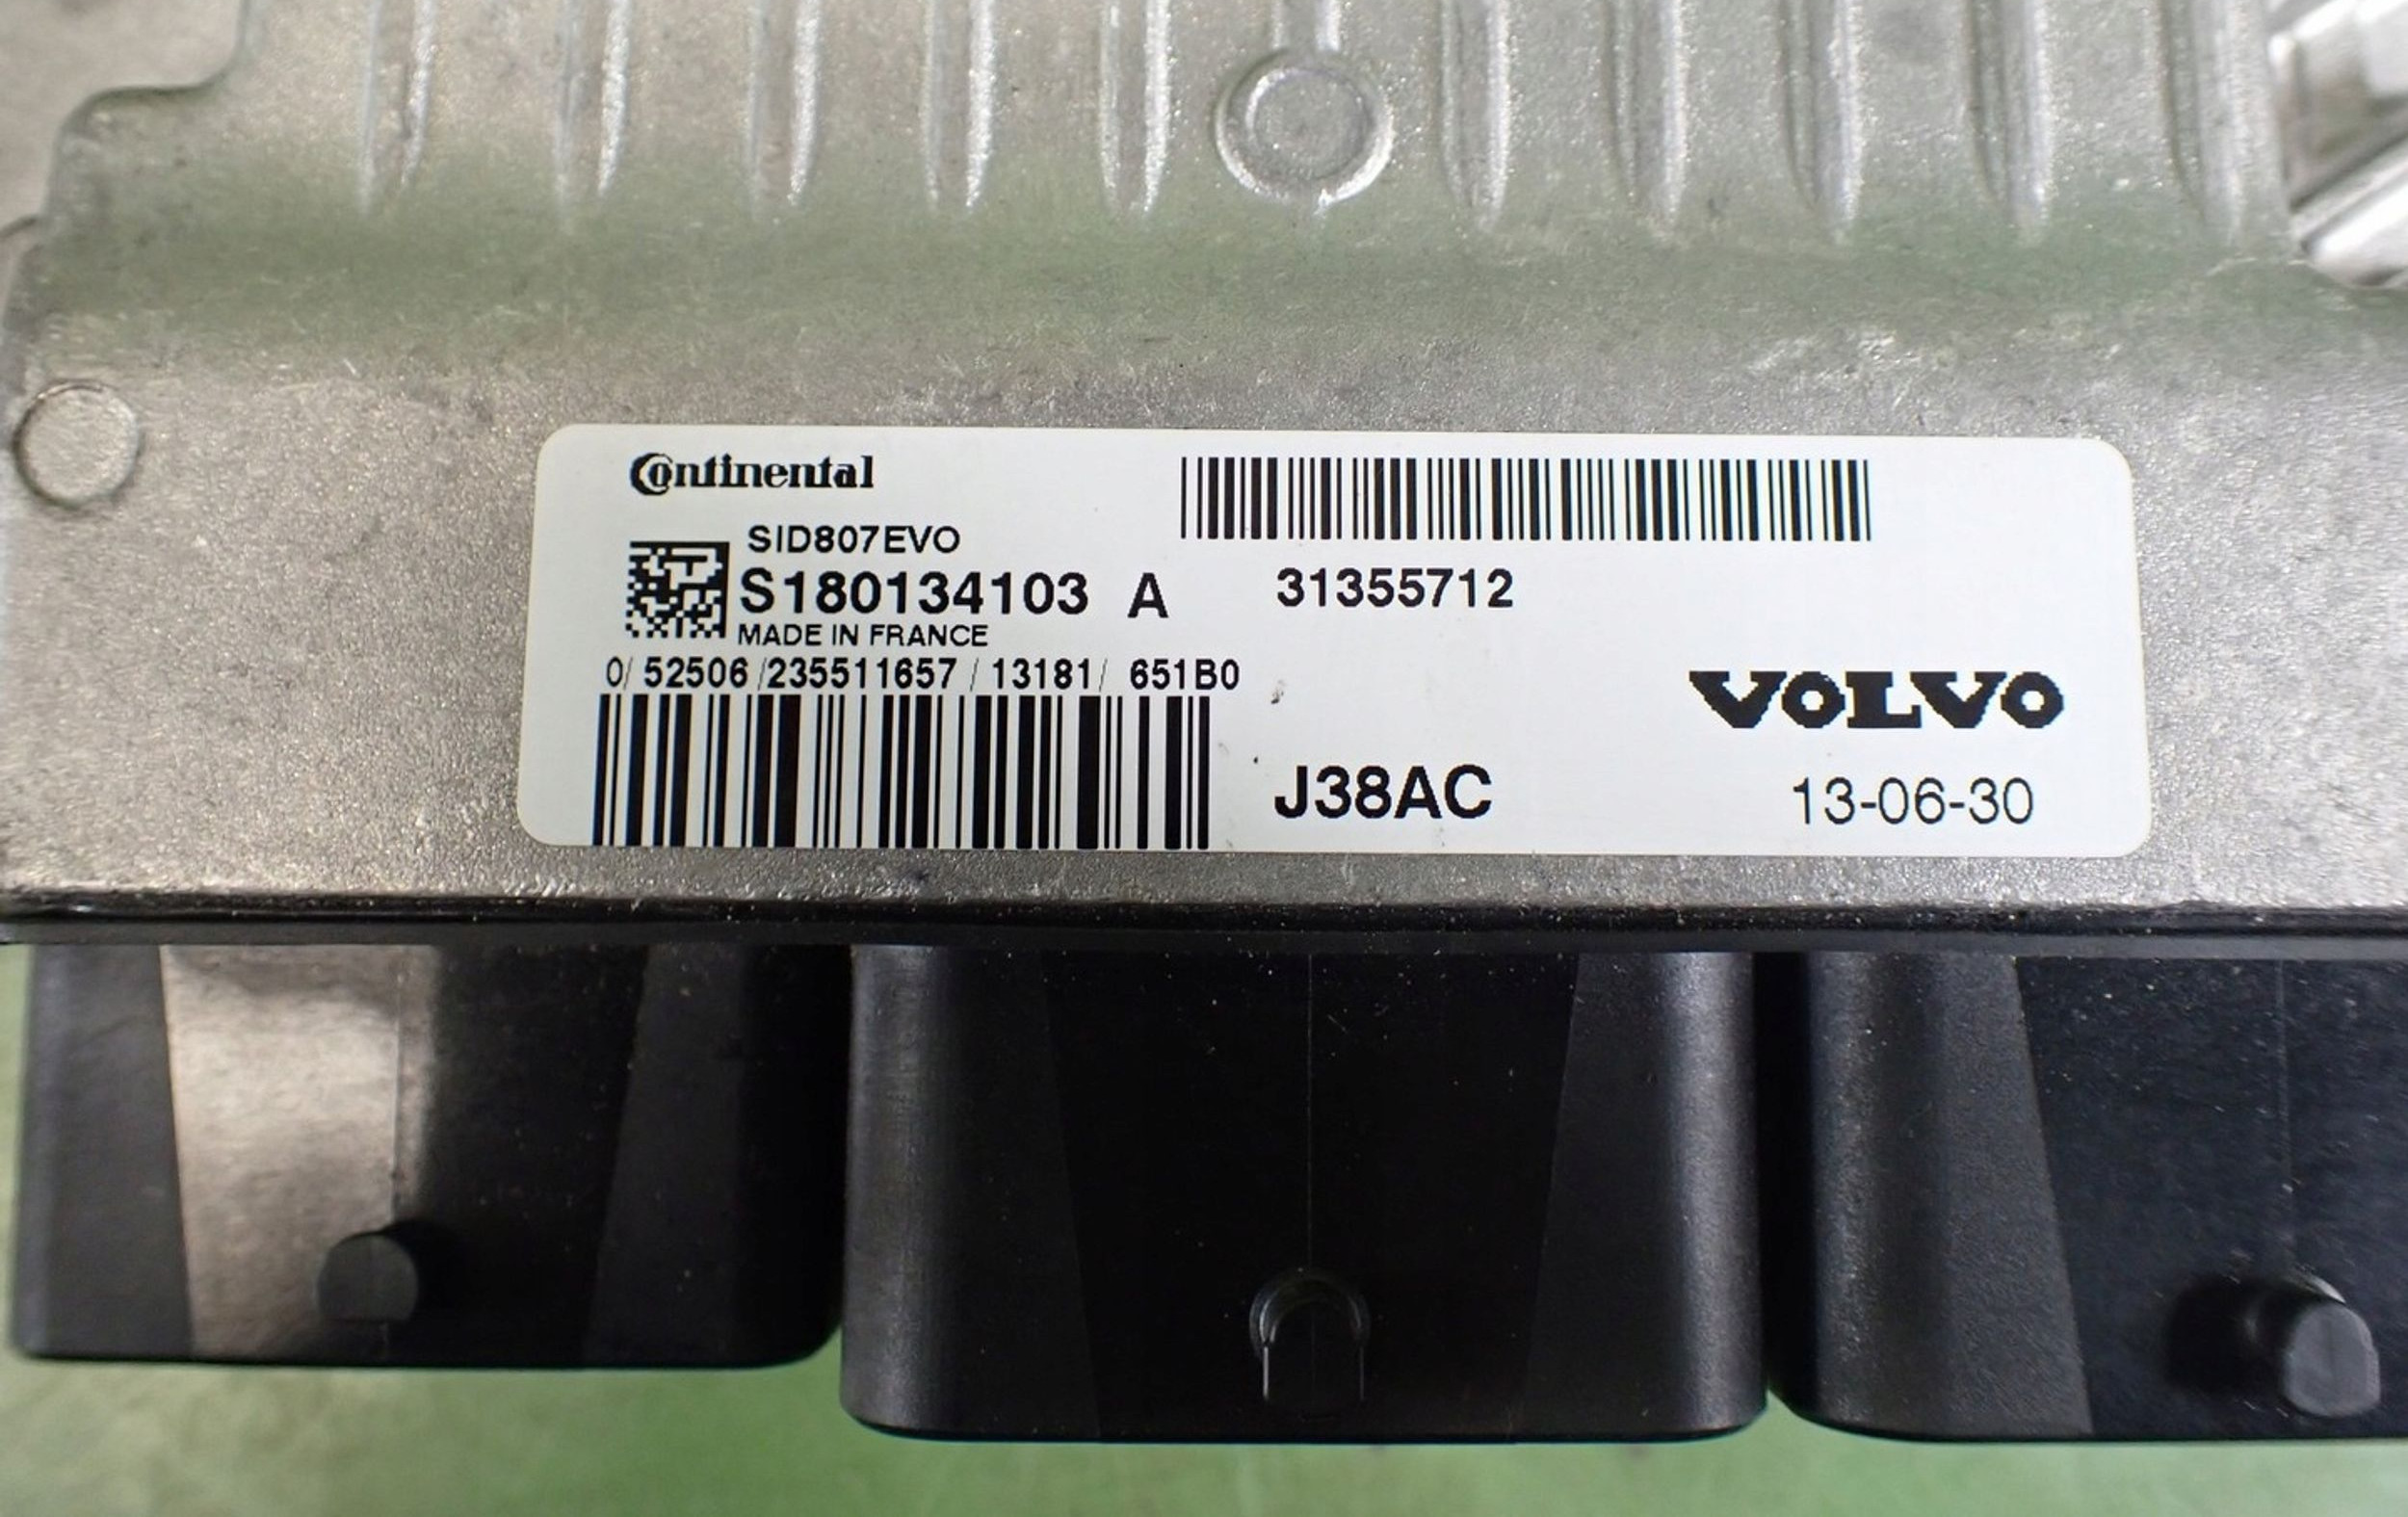 Continental
SID807EVO
S180134103 A
MADE IN FRANCE
0/ 52506 /235511657 / 13181/ 651B0
31355712
VOLVO
J38AC
13-06-30